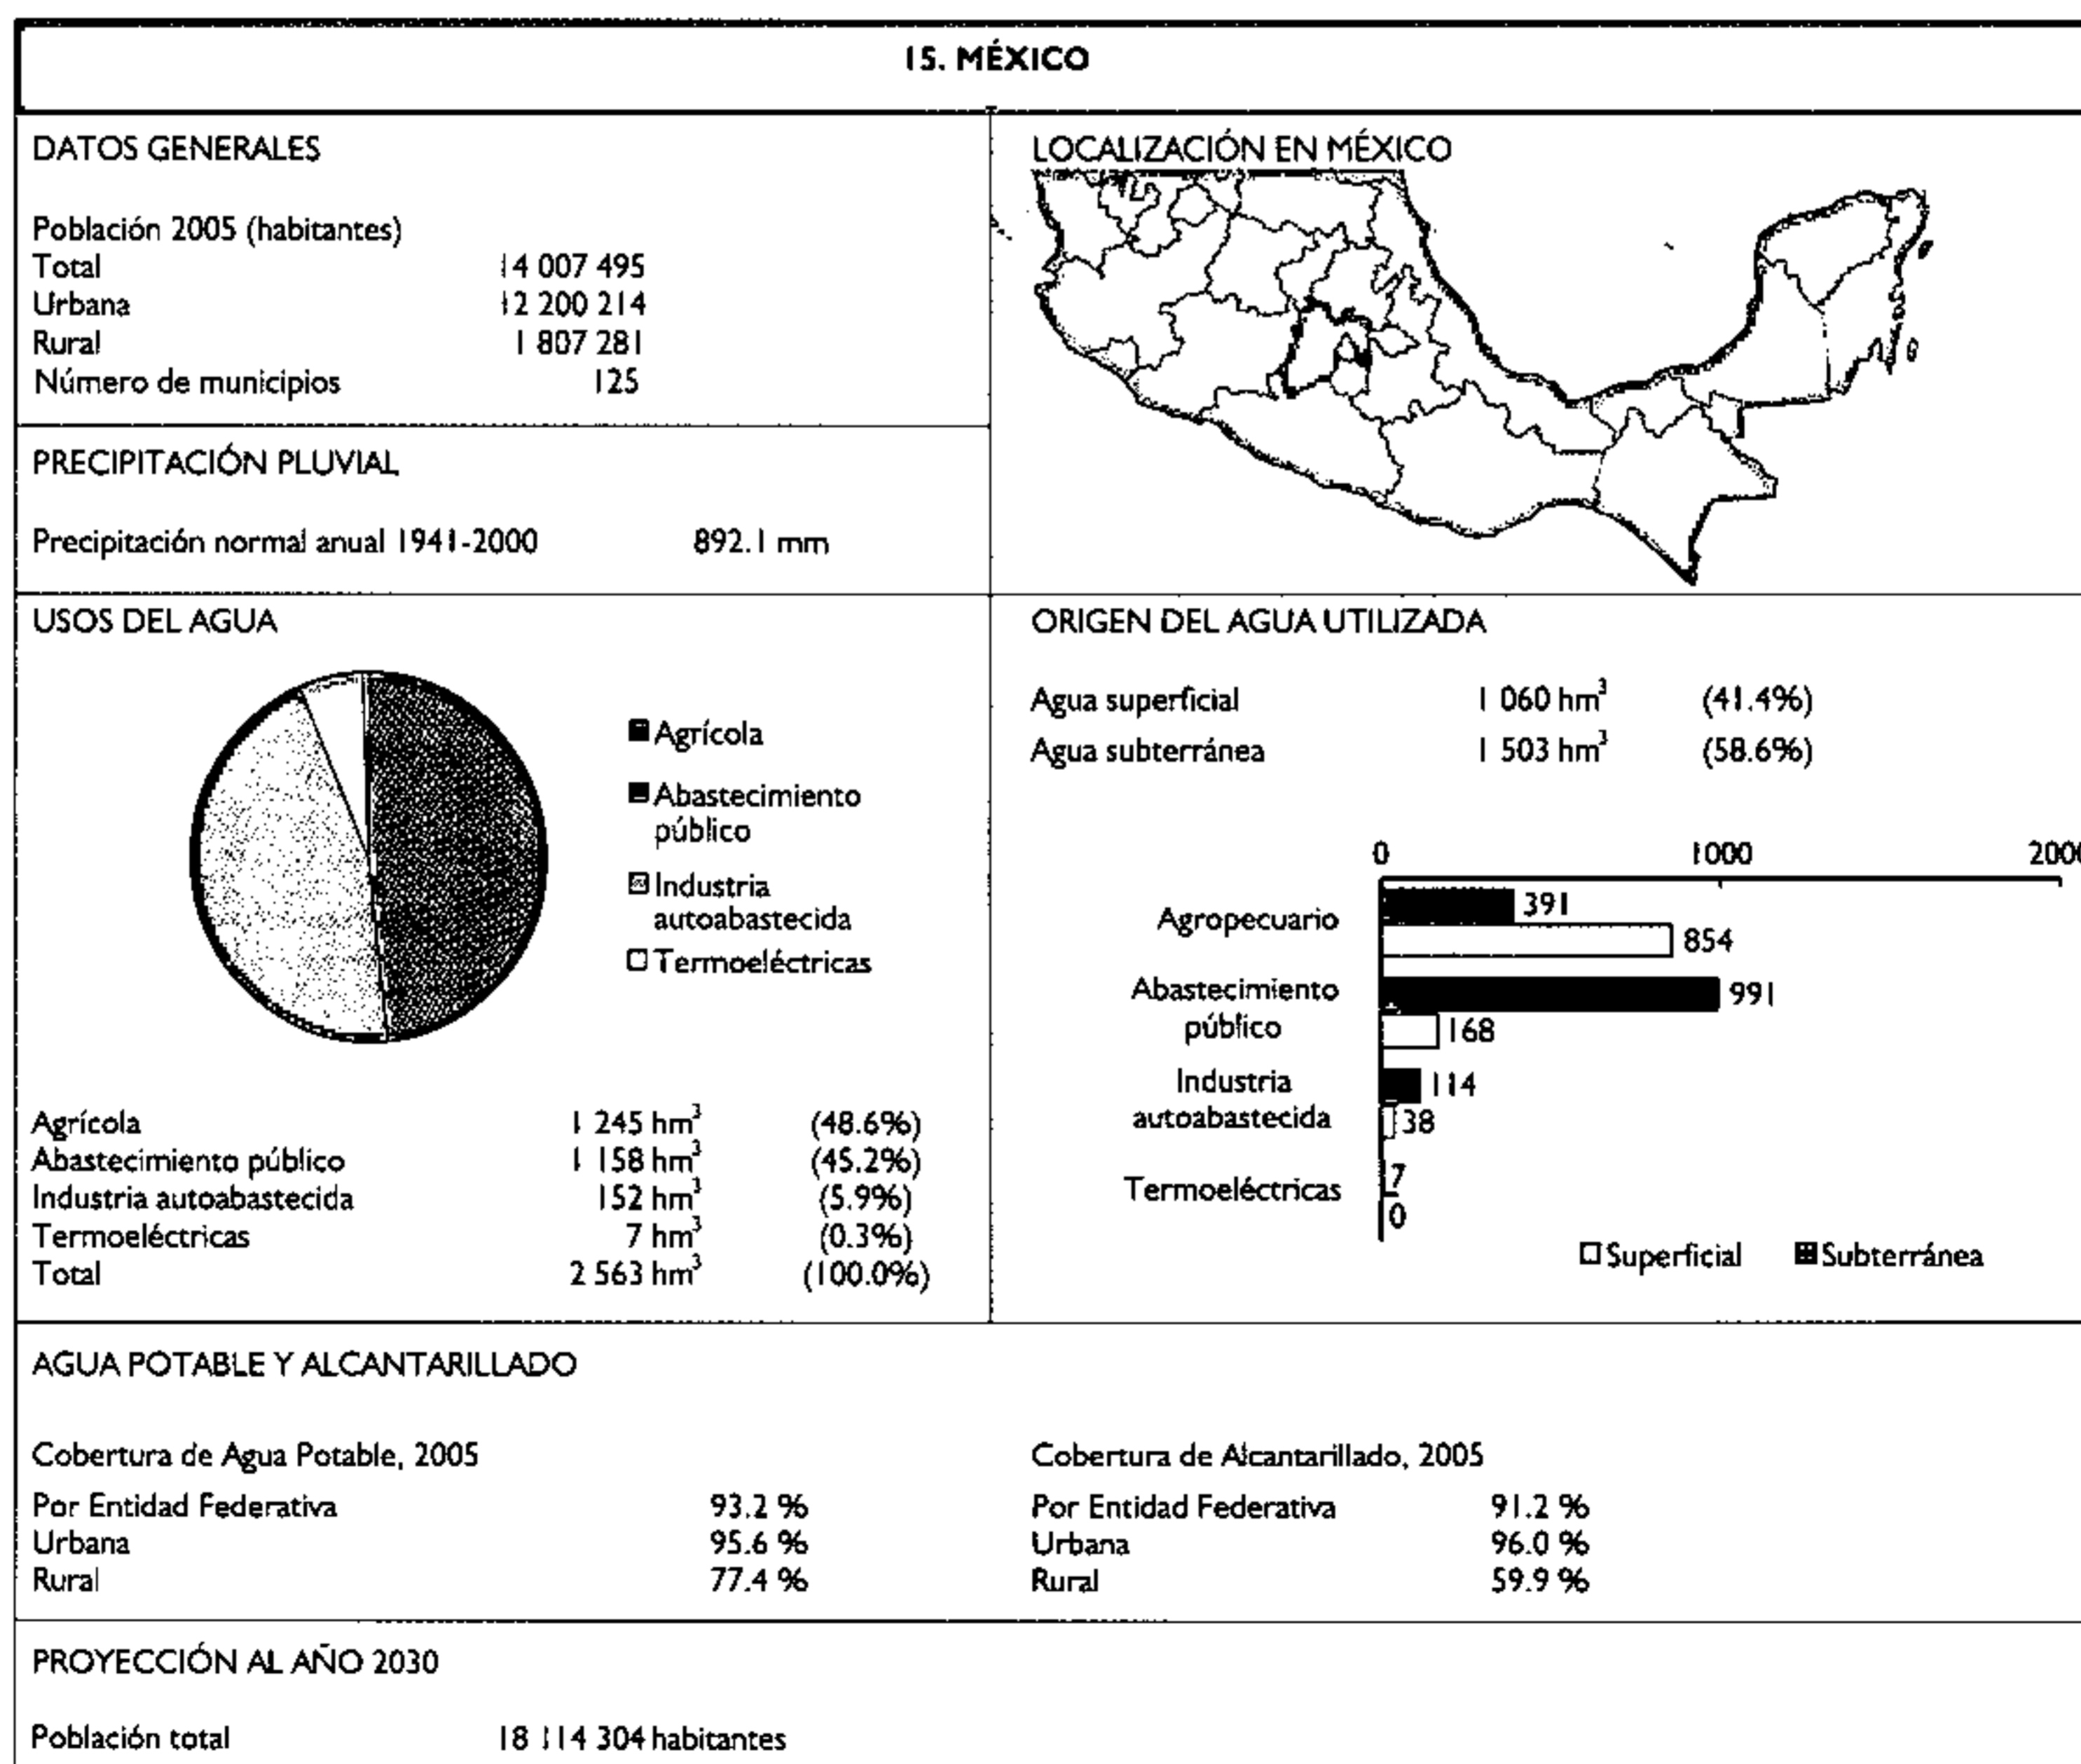 15. MÉXICO
DATOS GENERALES
Población 2005 (habitantes)
Total 14 007 495
Urbana 12 200 214
Rural 1 807 281
Número de municipios 125
LOCALIZACIÓN EN MÉXICO
PRECIPITACIÓN PLUVIAL
Precipitación normal anual 1941-2000 892.1 mm
USOS DEL AGUA
Agrícola
Abastecimiento
público
Industria
autoabastecida
Termoeléctricas
Agrícola 1 245 hm³ (48.6%)
Abastecimiento público 1 158 hm³ (45.2%)
Industria autoabastecida 152 hm³ (5.9%)
Termoeléctricas 7 hm³ (0.3%)
Total 2 563 hm³ (100.0%)
ORIGEN DEL AGUA UTILIZADA
Agua superficial 1 060 hm³ (41.4%)
Agua subterránea 1 503 hm³ (58.6%)
0 1000 2000
Agropecuario 391
854
Abastecimiento 991
público 168
Industria 114
autoabastecida 38
Termoeléctricas 7
0
Superficial Subterránea
AGUA POTABLE Y ALCANTARILLADO
Cobertura de Agua Potable, 2005
Por Entidad Federativa 93.2 %
Urbana 95.6 %
Rural 77.4 %
Cobertura de Alcantarillado, 2005
Por Entidad Federativa 91.2 %
Urbana 96.0 %
Rural 59.9 %
PROYECCIÓN AL AÑO 2030
Población total 18 114 304 habitantes